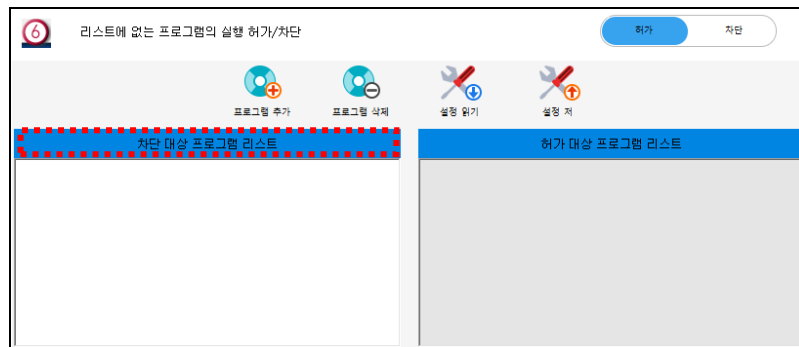 6 리스트에 없는 프로그램의 실행 허가/차단 허가 차단
프로그램 추가 프로그램 삭제 설정 읽기 설정 저
차단 대상 프로그램 리스트 허가 대상 프로그램 리스트